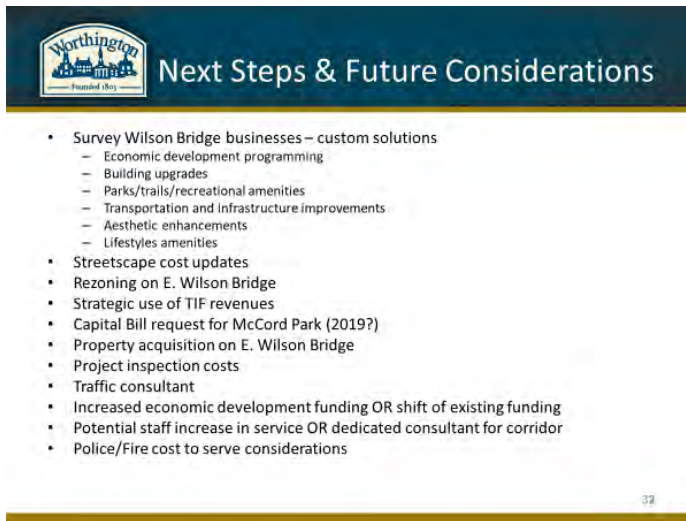 Worthington
Founded 1803
Next Steps & Future Considerations
• Survey Wilson Bridge businesses – custom solutions
– Economic development programming
– Building upgrades
– Parks/trails/recreational amenities
– Transportation and infrastructure improvements
– Aesthetic enhancements
– Lifestyles amenities
• Streetscape cost updates
• Rezoning on E. Wilson Bridge
• Strategic use of TIF revenues
• Capital Bill request for McCord Park (2019?)
• Property acquisition on E. Wilson Bridge
• Project inspection costs
• Traffic consultant
• Increased economic development funding OR shift of existing funding
• Potential staff increase in service OR dedicated consultant for corridor
• Police/Fire cost to serve considerations